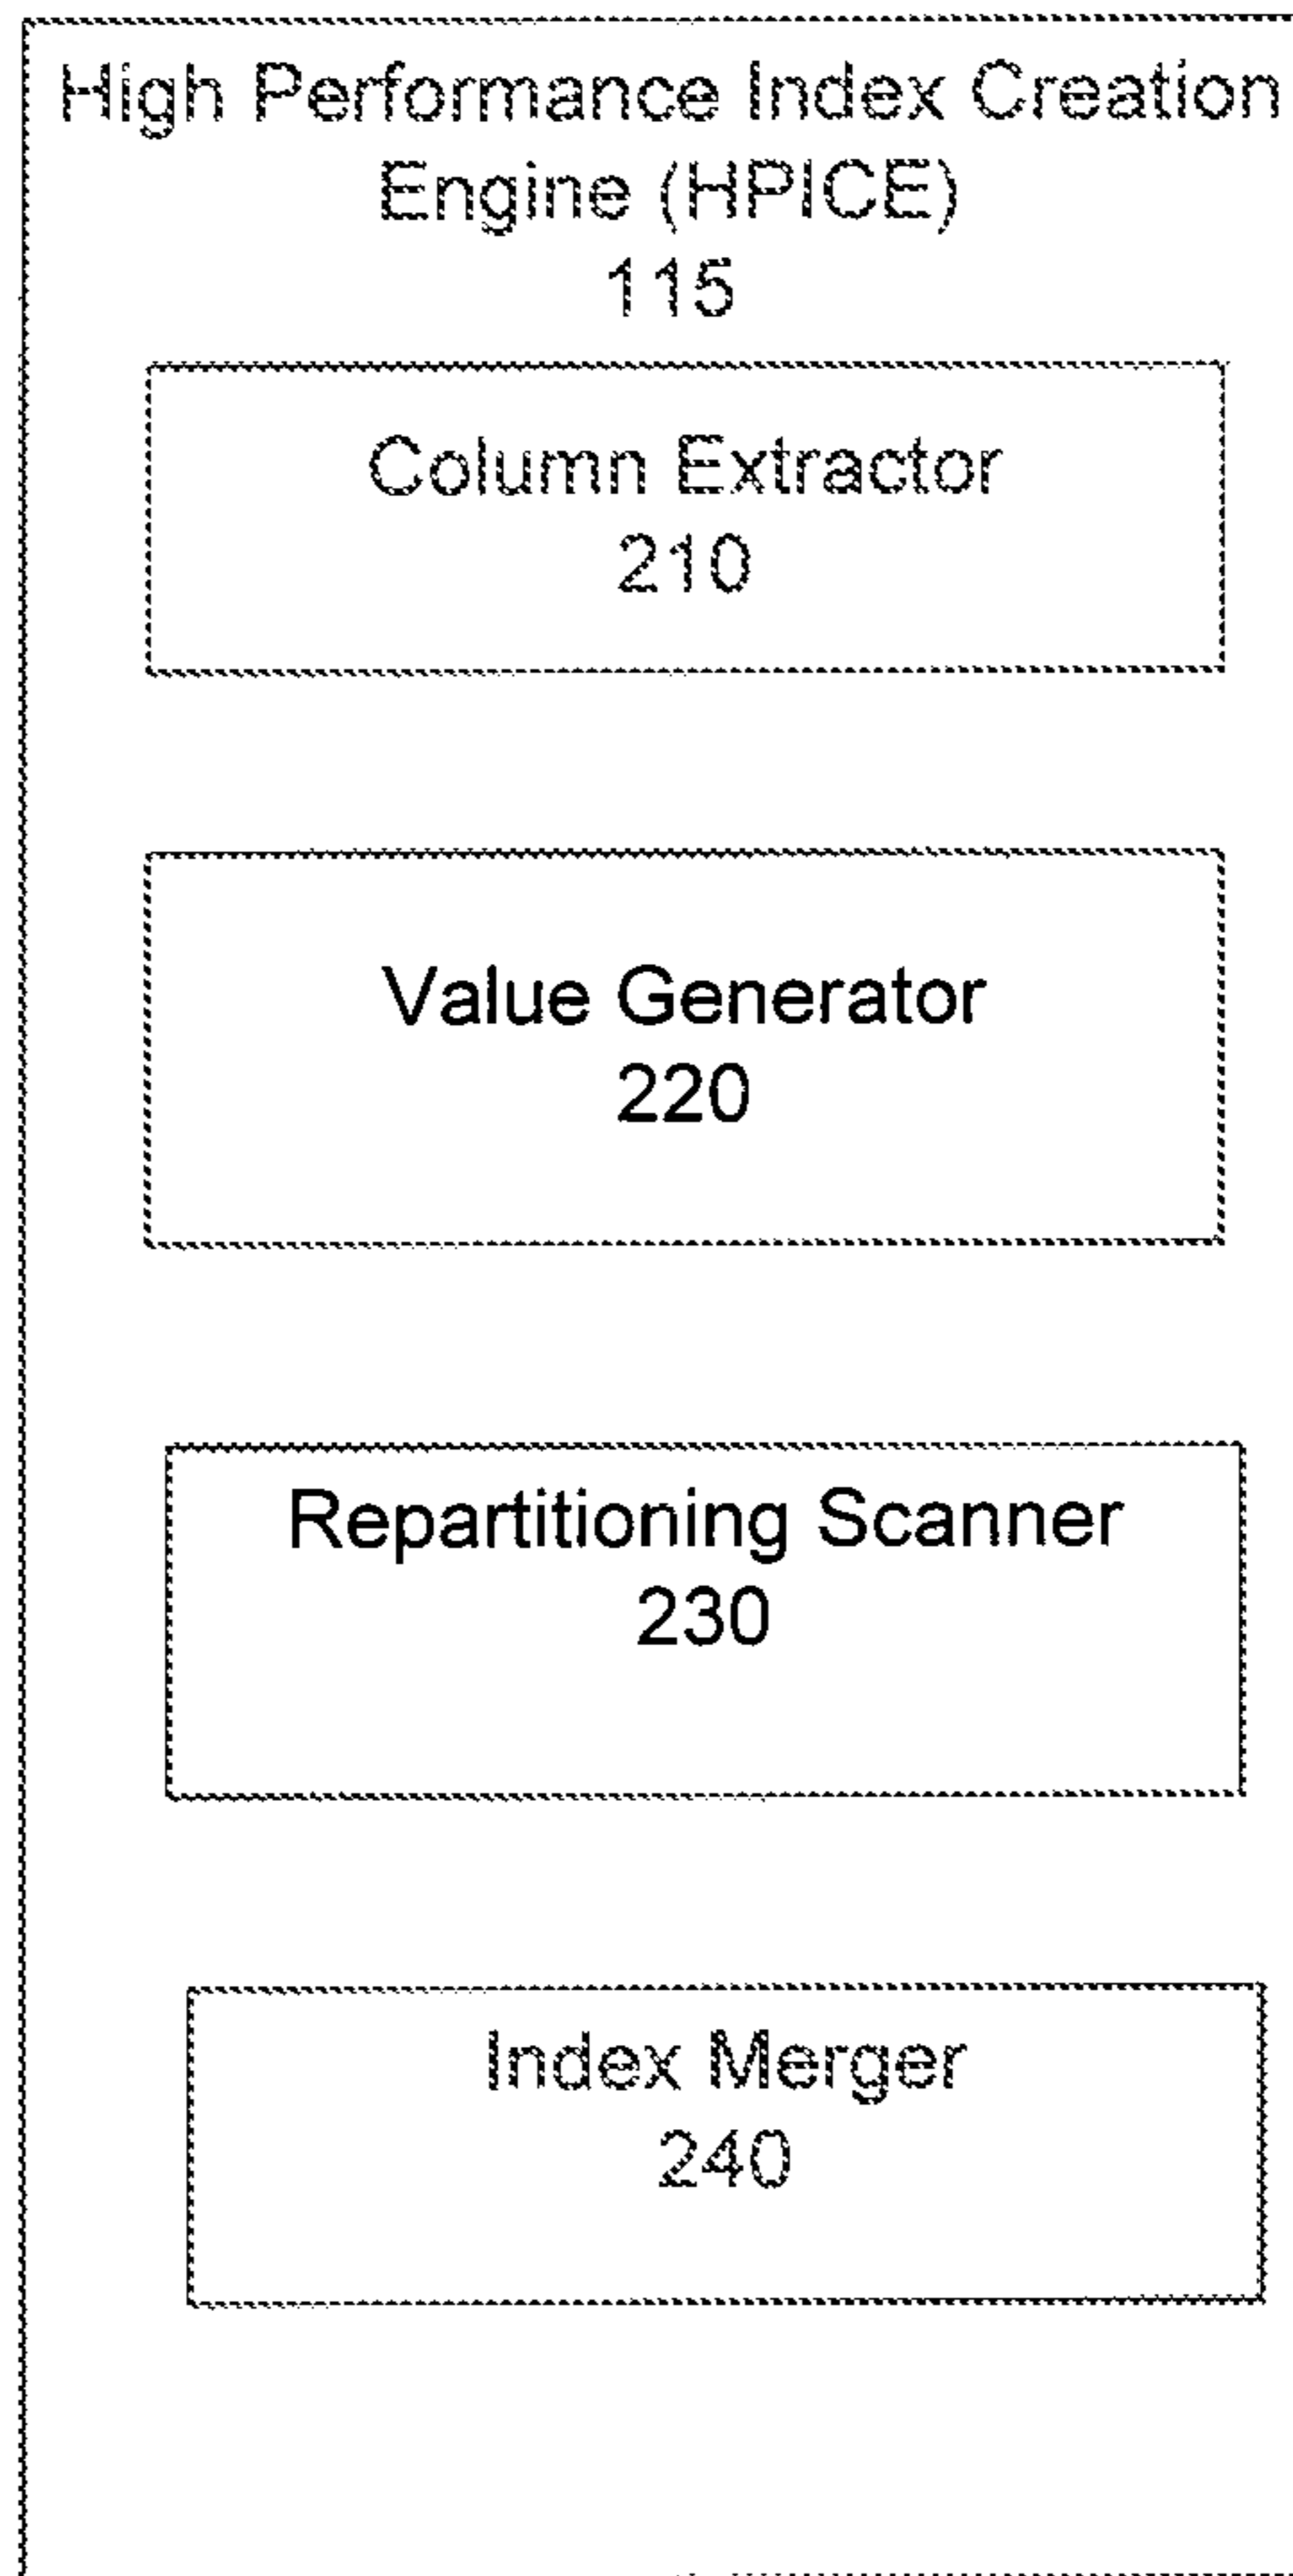 High Performance Index Creation
Engine (HPICE)
115
Column Extractor
210
Value Generator
220
Repartitioning Scanner
230
Index Merger
240